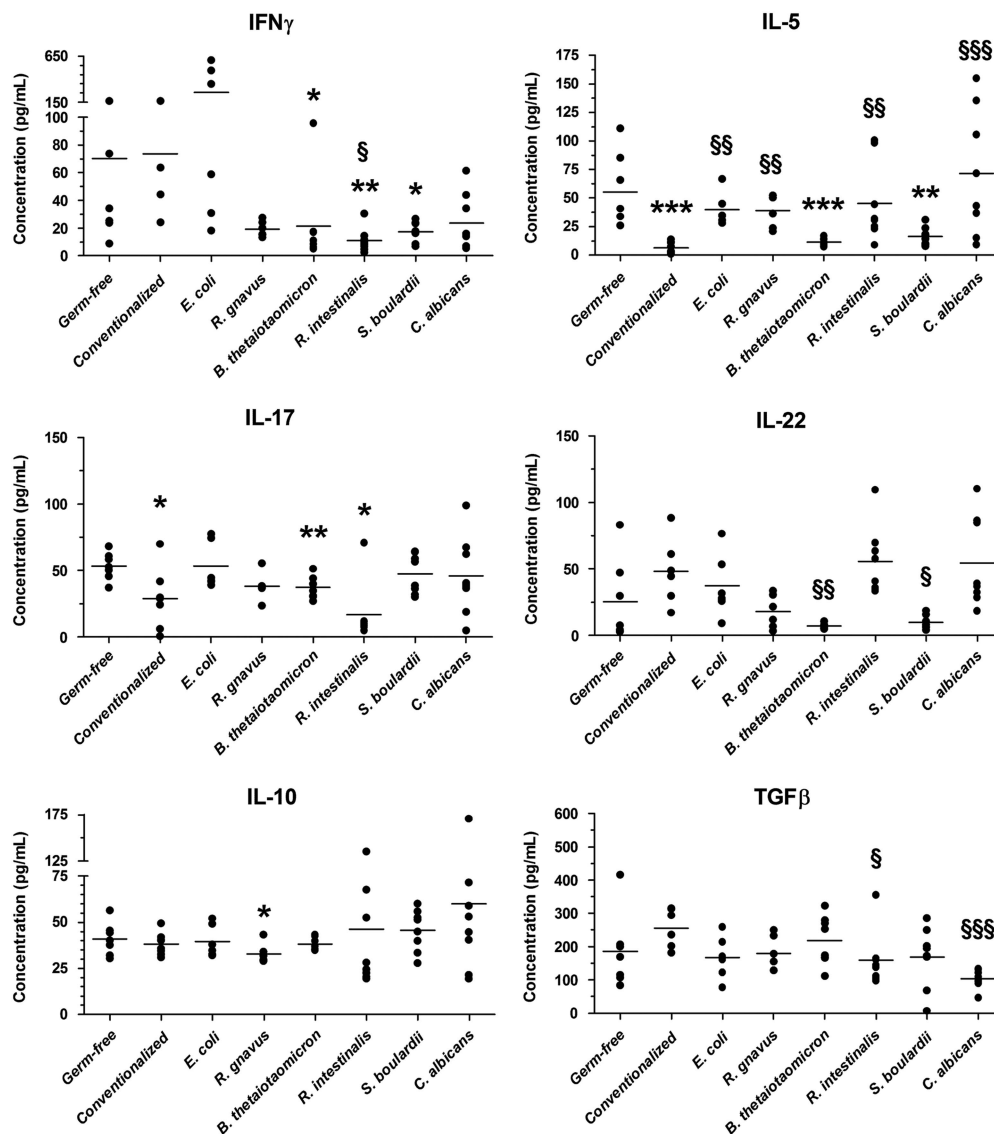 IFNγ
Concentration (pg/mL)
650
150
80
60
40
20
0
*
§
**
*
Germ-free
Conventionalized
E. coli
R. gnavus
B. thetaiotaomicron
R. intestinalis
S. boulardii
C. albicans
IL-5
Concentration (pg/mL)
175
150
125
100
75
50
25
0
***
§§
§§
***
§§
**
§§§
Germ-free
Conventionalized
E. coli
R. gnavus
B. thetaiotaomicron
R. intestinalis
S. boulardii
C. albicans
IL-17
Concentration (pg/mL)
150
100
50
0
*
**
*
Germ-free
Conventionalized
E. coli
R. gnavus
B. thetaiotaomicron
R. intestinalis
S. boulardii
C. albicans
IL-22
Concentration (pg/mL)
150
100
50
0
§§
§
Germ-free
Conventionalized
E. coli
R. gnavus
B. thetaiotaomicron
R. intestinalis
S. boulardii
C. albicans
IL-10
Concentration (pg/mL)
175
125
75
50
25
0
*
Germ-free
Conventionalized
E. coli
R. gnavus
B. thetaiotaomicron
R. intestinalis
S. boulardii
C. albicans
TGFβ
Concentration (pg/mL)
600
500
400
300
200
100
0
§
§§§
Germ-free
Conventionalized
E. coli
R. gnavus
B. thetaiotaomicron
R. intestinalis
S. boulardii
C. albicans